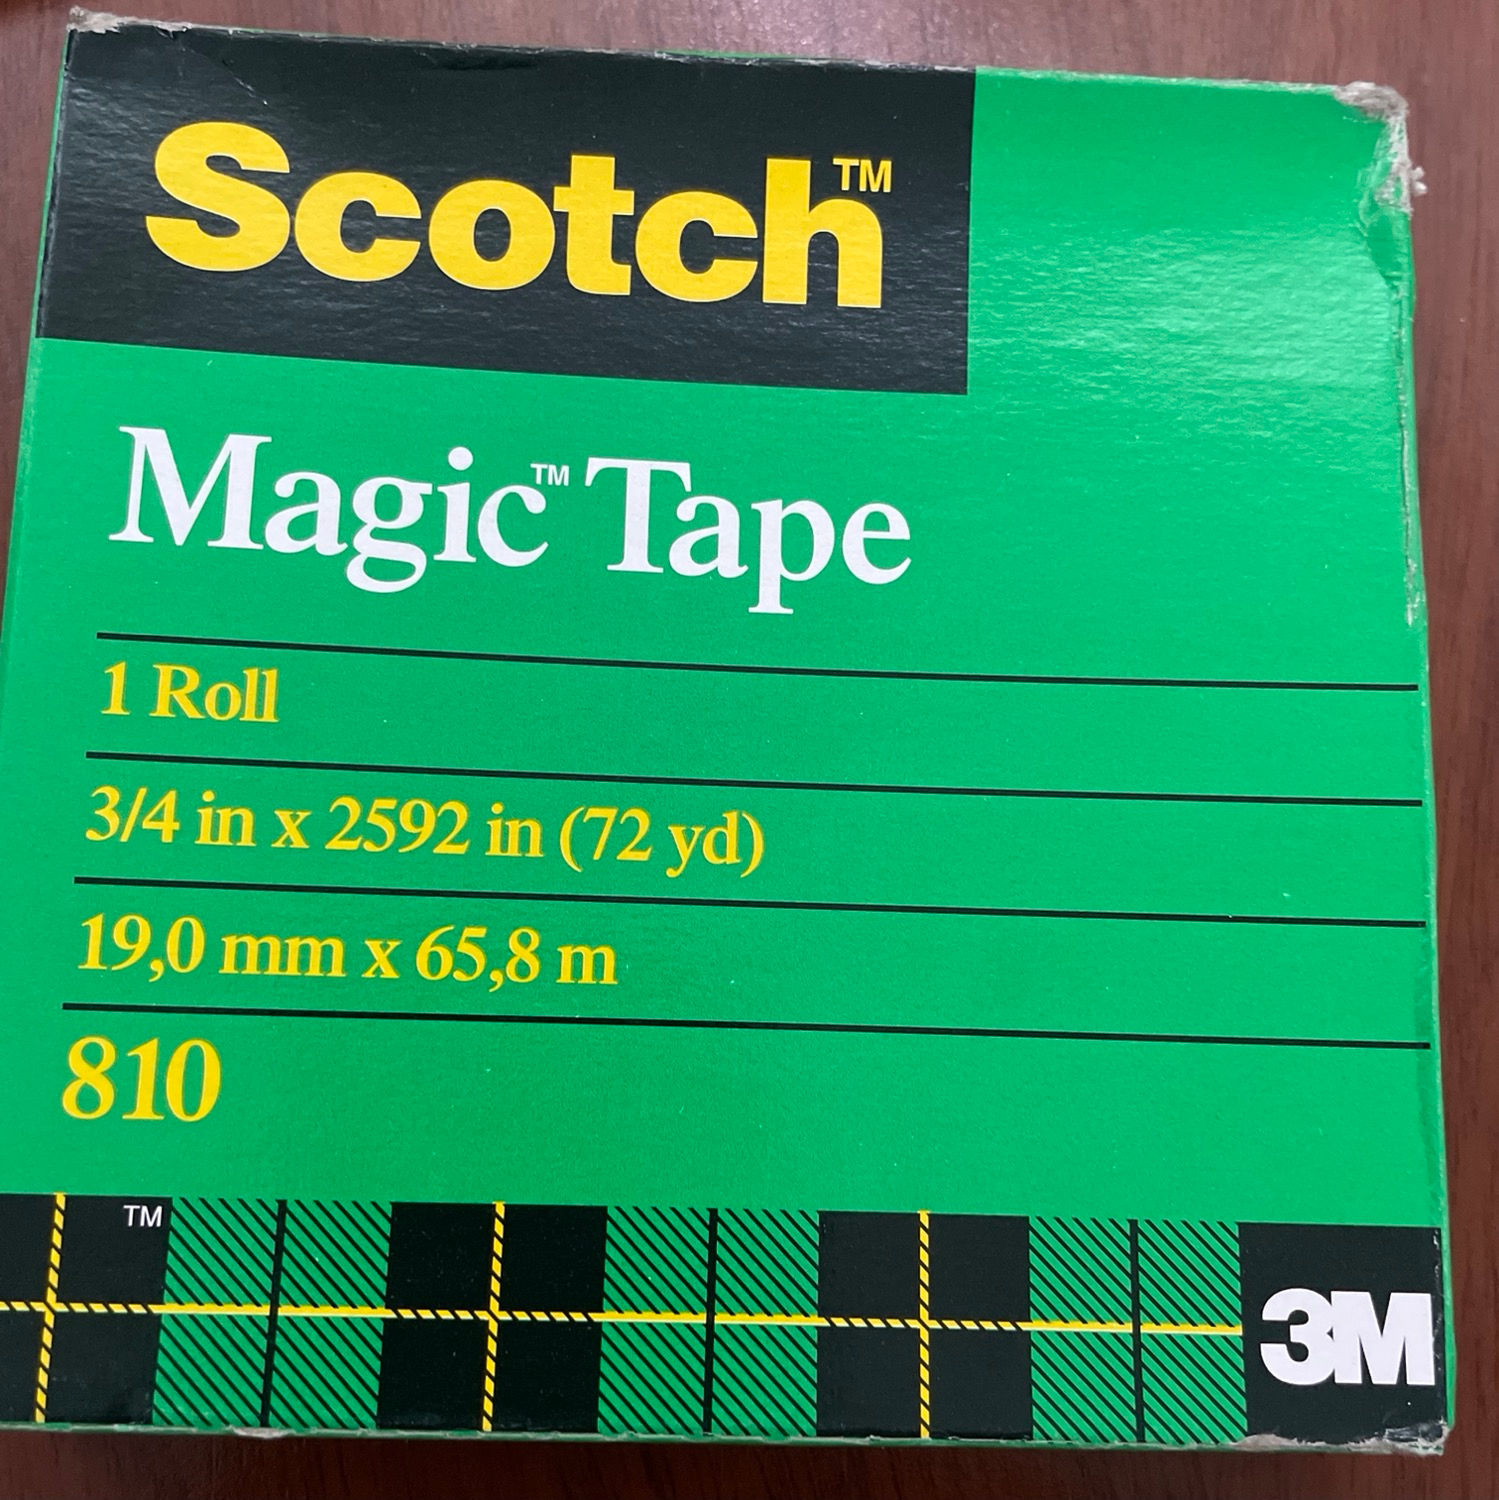 Scotch™
Magic™ Tape
1 Roll
3/4 in x 2592 in (72 yd)
19,0 mm x 65,8 m
810
TM
3M